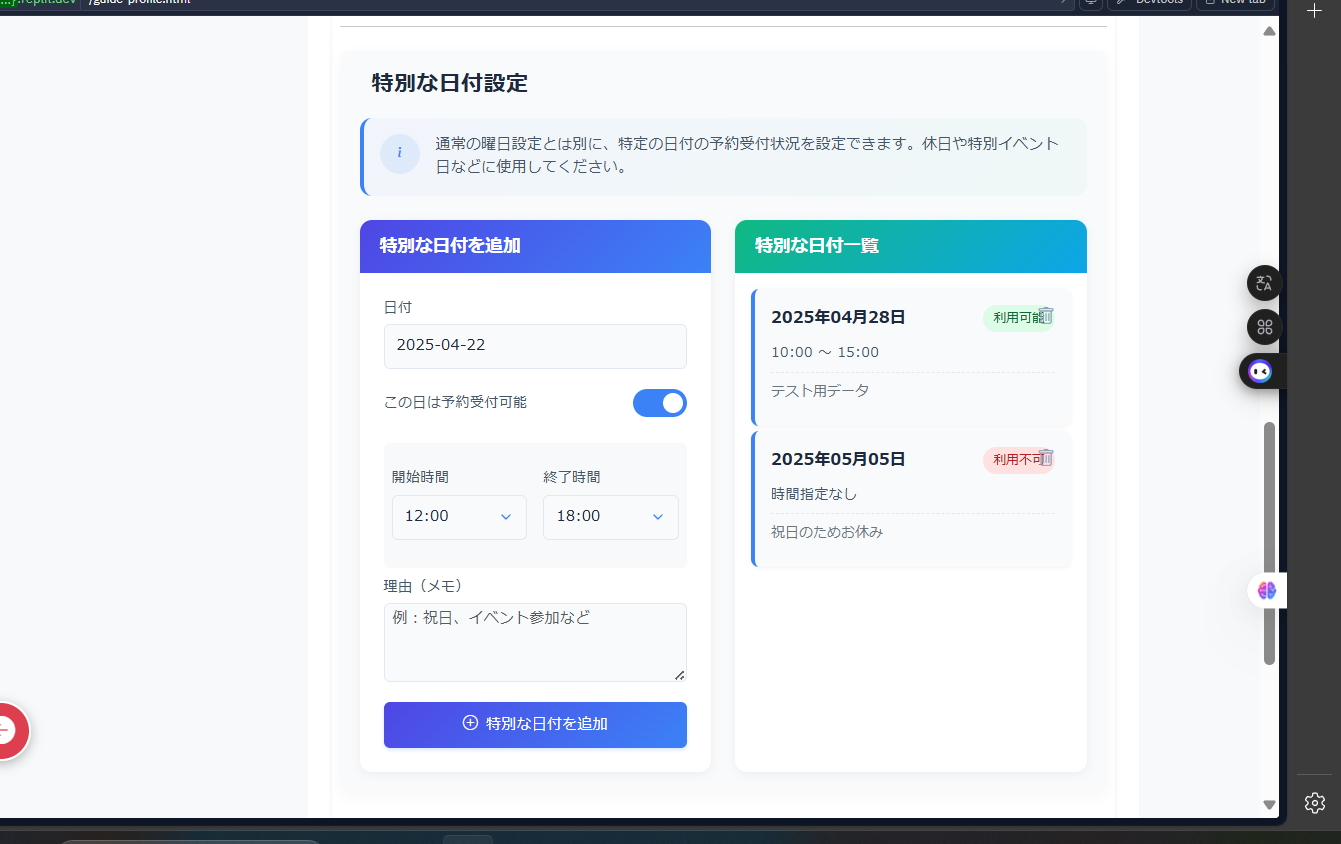 /guide-profile.html
Devtools
New tab
特別な日付設定
i
通常の曜日設定とは別に、特定の日付の予約受付状況を設定できます。休日や特別イベント
日などに使用してください。
特別な日付を追加
日付
2025-04-22
この日は予約受付可能
開始時間
終了時間
12:00
18:00
理由（メモ）
例：祝日、イベント参加など
特別な日付を追加
特別な日付一覧
2025年04月28日
利用可能
10:00 〜 15:00
テスト用データ
2025年05月05日
利用不可
時間指定なし
祝日のためお休み